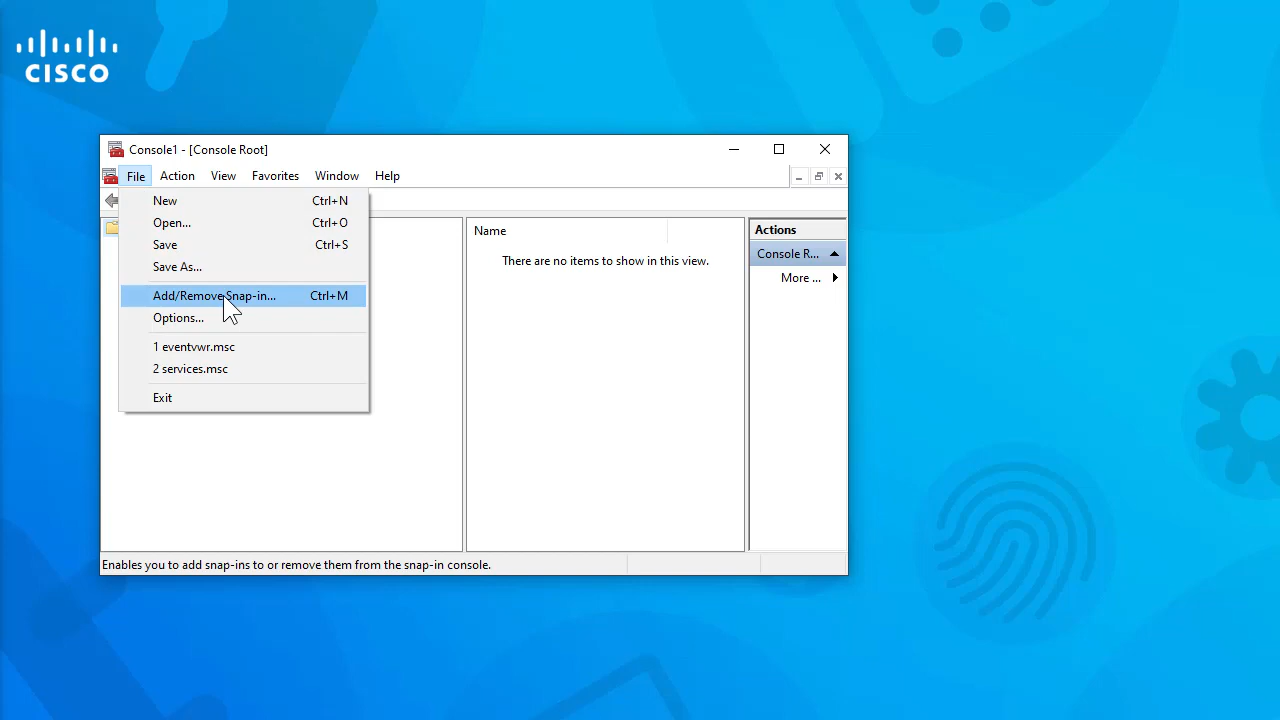 CISCO
Console1 - [Console Root]
File Action View Favorites Window Help
New Ctrl+N
Open... Ctrl+O
Save Ctrl+S
Save As...
Add/Remove Snap-in... Ctrl+M
Options...
1 eventvwr.msc
2 services.msc
Exit
Name
There are no items to show in this view.
Actions
Console R...
More ...
Enables you to add snap-ins to or remove them from the snap-in console.